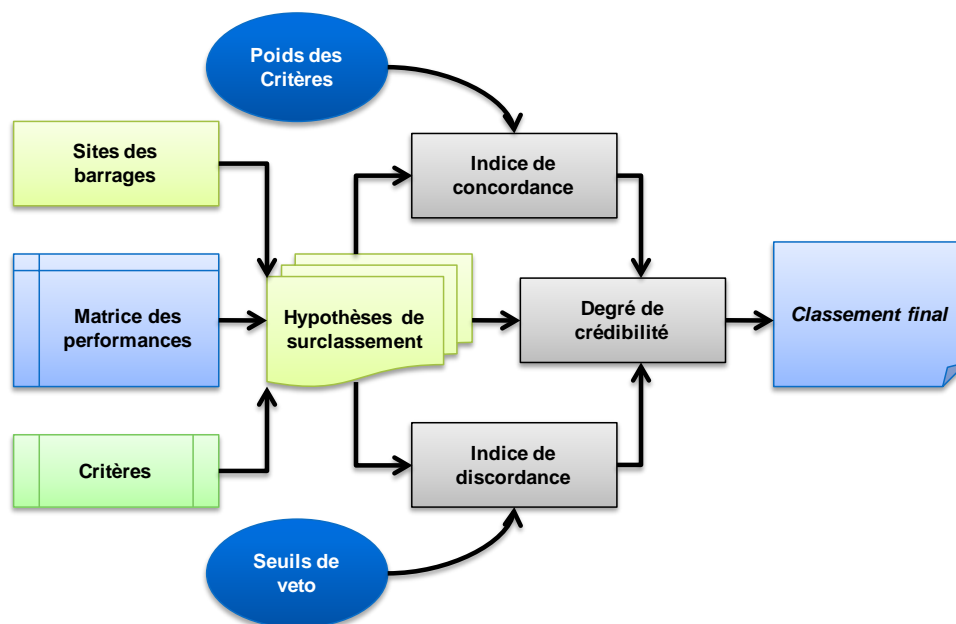 Poids des
Critères
Sites des
barrages
Indice de
concordance
Matrice des
performances
Hypothèses de
surclassement
Degré de
crédibilité
Classement final
Critères
Indice de
discordance
Seuils de
veto